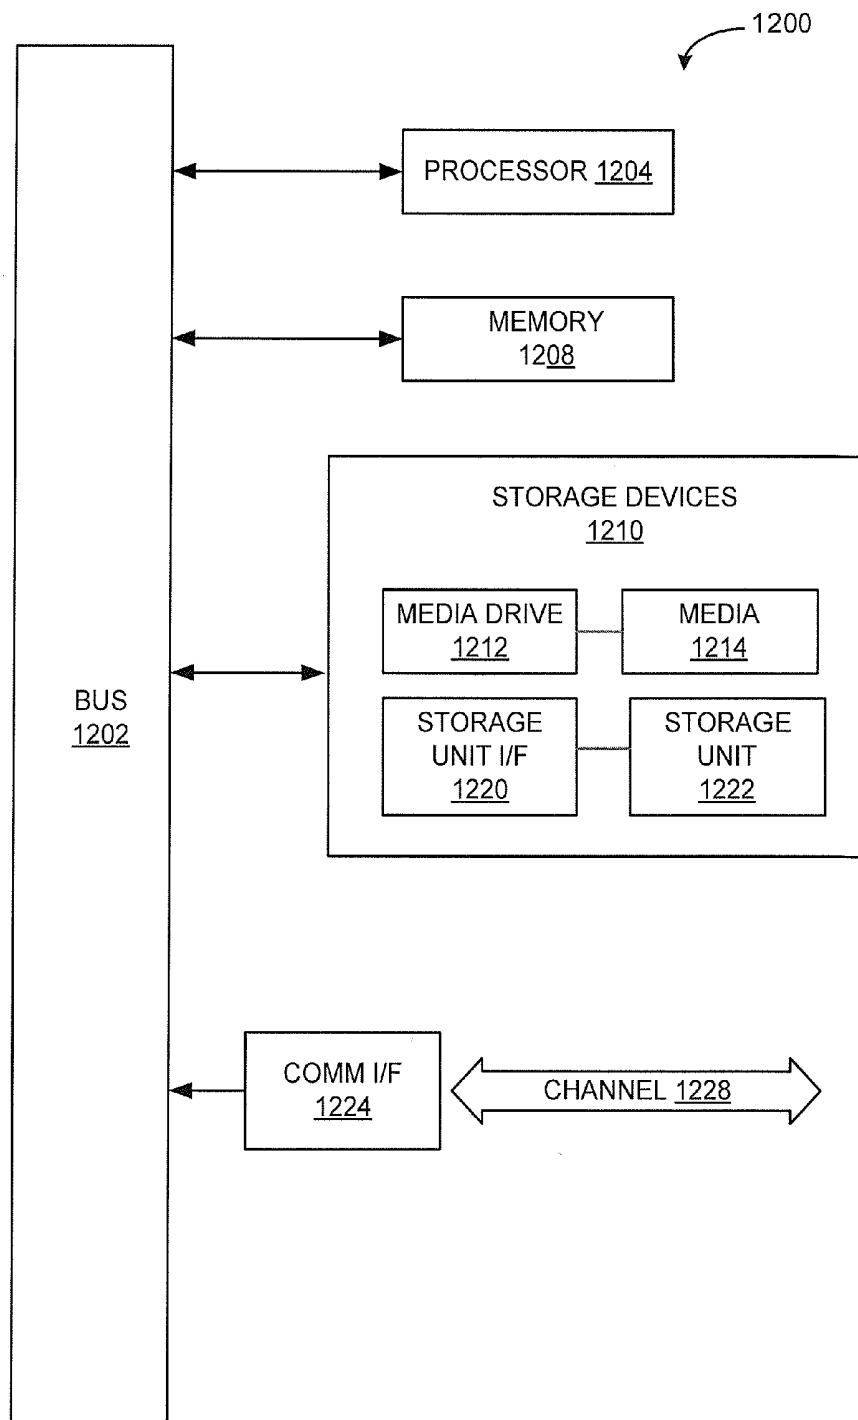 1200
PROCESSOR 1204
MEMORY
1208
STORAGE DEVICES
1210
MEDIA DRIVE
1212
MEDIA
1214
BUS
1202
STORAGE
UNIT I/F
1220
STORAGE
UNIT
1222
COMM I/F
1224
CHANNEL 1228